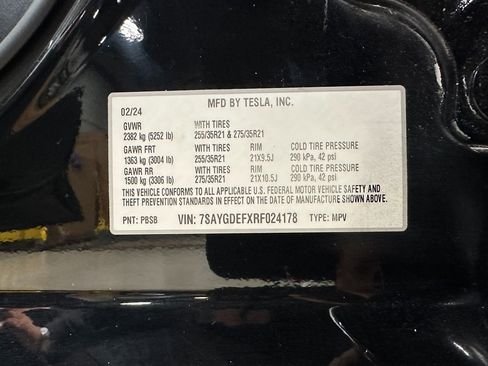 02/24 MFD BY TESLA, INC.
GVWR WITH TIRES
2382 kg (5252 lb) 255/35R21 & 275/35R21
GAWR FRT WITH TIRES RIM COLD TIRE PRESSURE
1363 kg (3004 lb) 255/35R21 21X9.5J 290 kPa, 42 psi
GAWR RR WITH TIRES RIM COLD TIRE PRESSURE
1500 kg (3306 lb) 275/35R21 21X10.5J 290 kPa, 42 psi
THIS VEHICLE CONFORMS TO ALL APPLICABLE U.S. FEDERAL MOTOR VEHICLE SAFETY AND
THEFT PREVENTION STANDARDS IN EFFECT ON THE DATE OF MANUFACTURE SHOWN ABOVE.
PNT: PBSB VIN: 7SAYGDEFXRF024178 TYPE: MPV